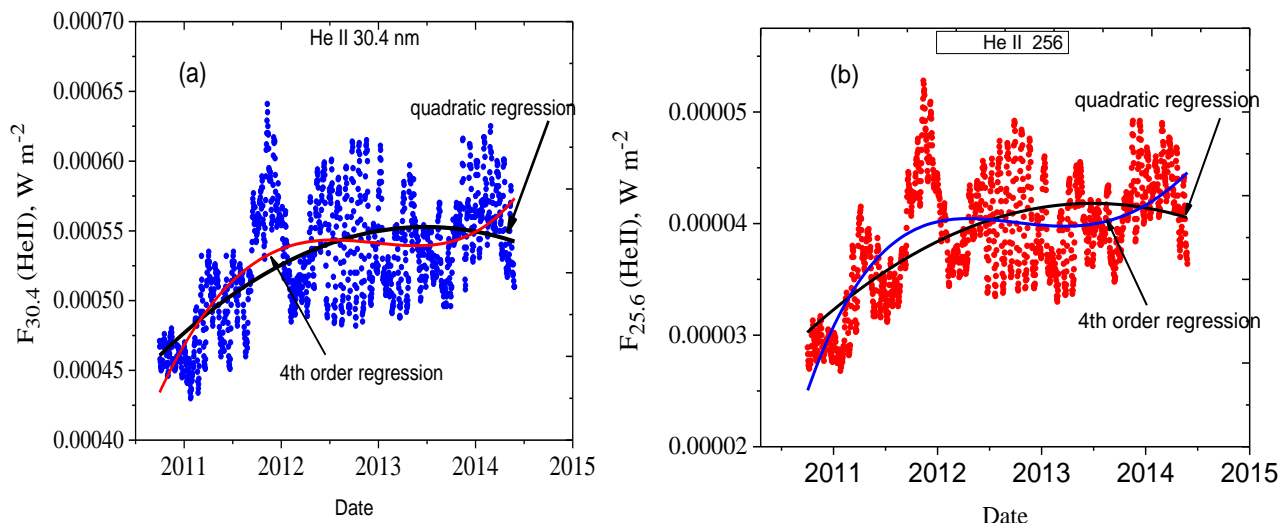 He II 30.4 nm
(a)
quadratic regression
4th order regression
F30.4 (HeII), W m-2
0.00070
0.00065
0.00060
0.00055
0.00050
0.00045
0.00040
2011 2012 2013 2014 2015
Date
He II 256
(b)
quadratic regression
4th order regression
F25.6 (HeII), W m-2
0.00005
0.00004
0.00003
0.00002
2011 2012 2013 2014 2015
Date